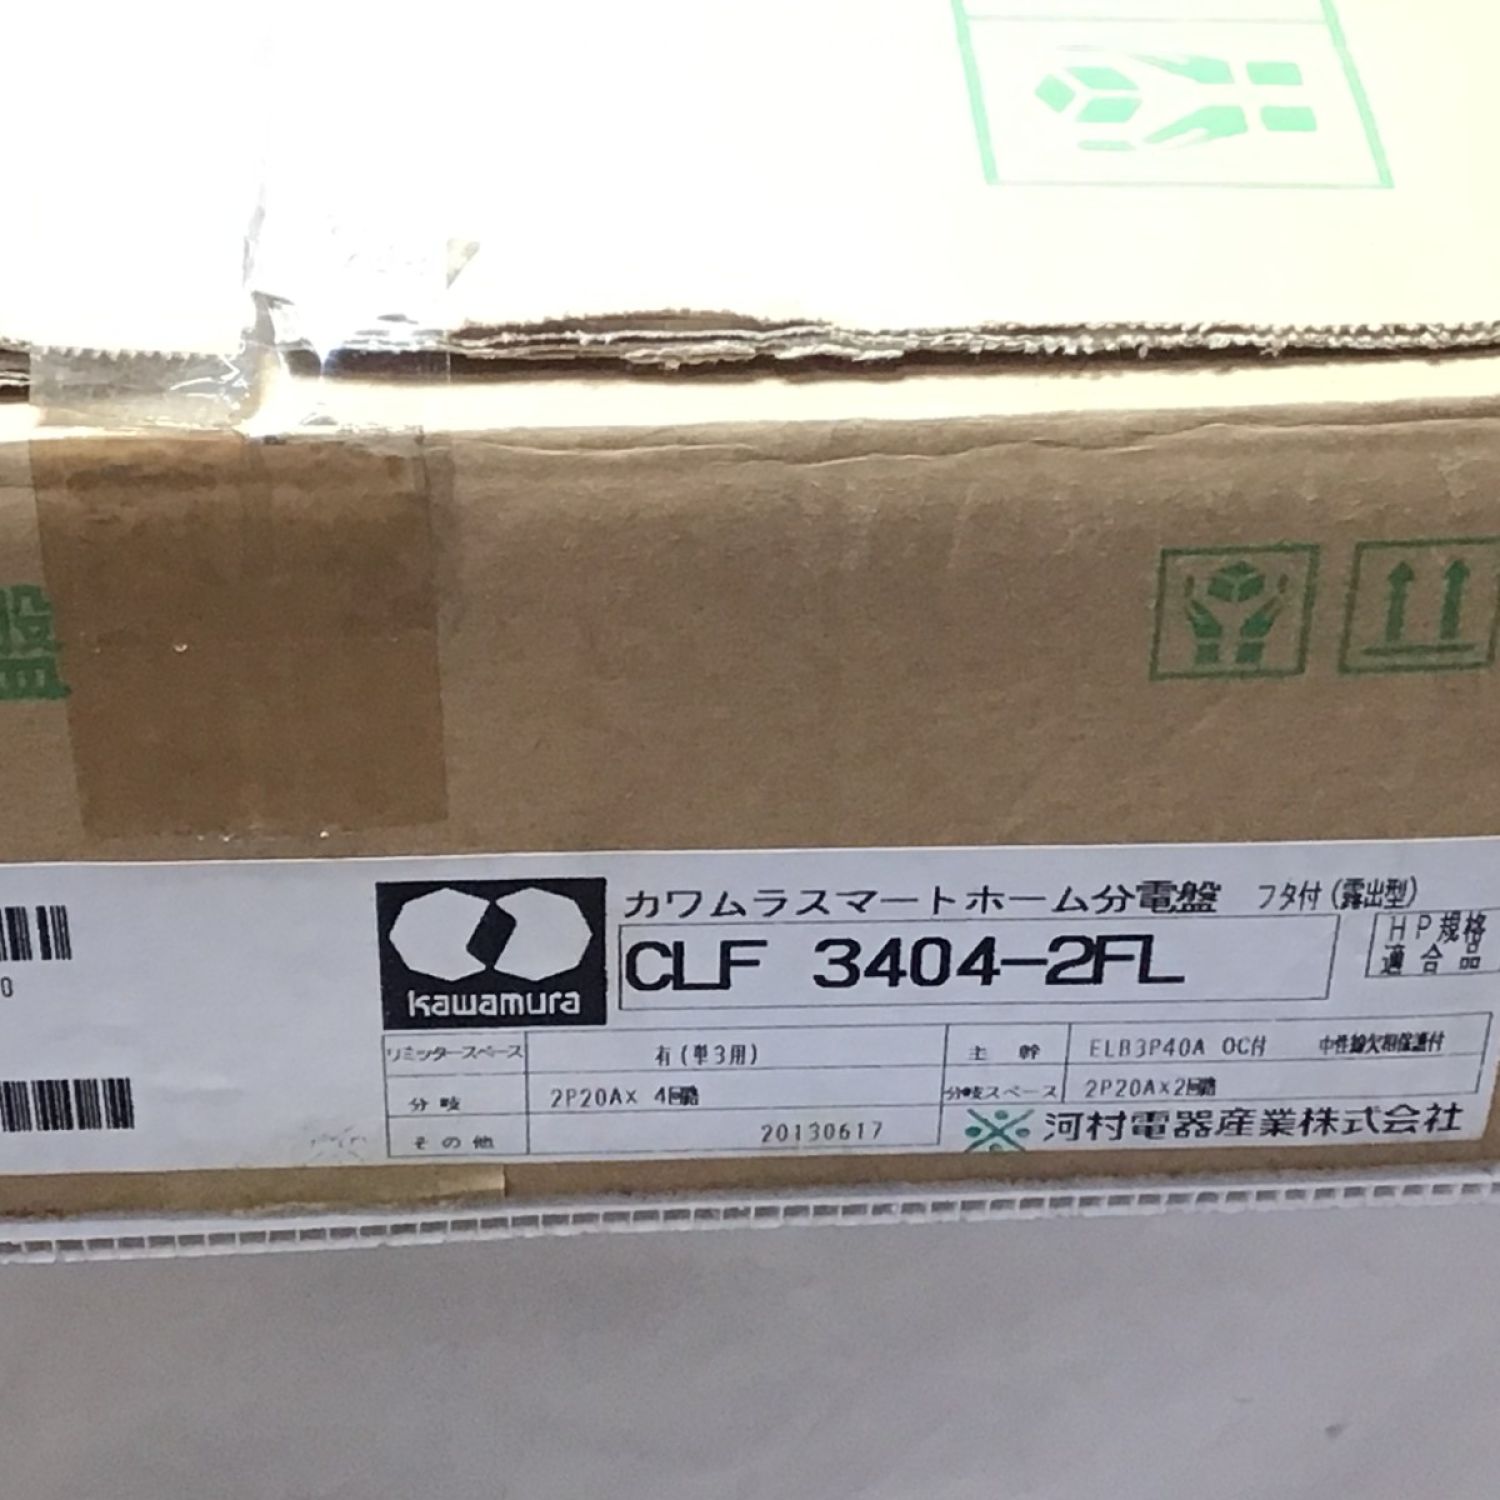 盤
0
kawamura
カワムラスマートホーム分電盤 フタ付(露出型)
CLF 3404-2FL
HP規格
適合品
リミッタースペース 有(単3用) 主幹 ELB3P40A OC付 中性線欠相保護付
分岐 2P20A× 4回路 分岐スペース 2P20A×2回路
その他 20130617
河村電器産業株式会社